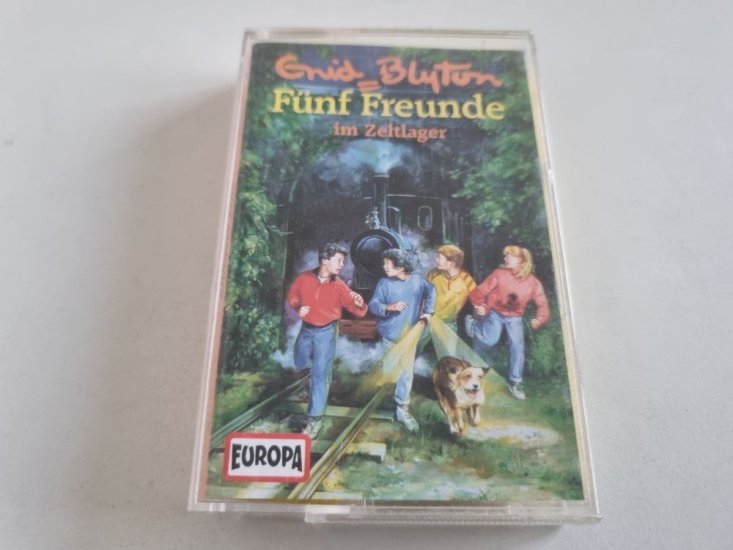 Enid Blyton
Fünf Freunde
im Zeltlager
EUROPA